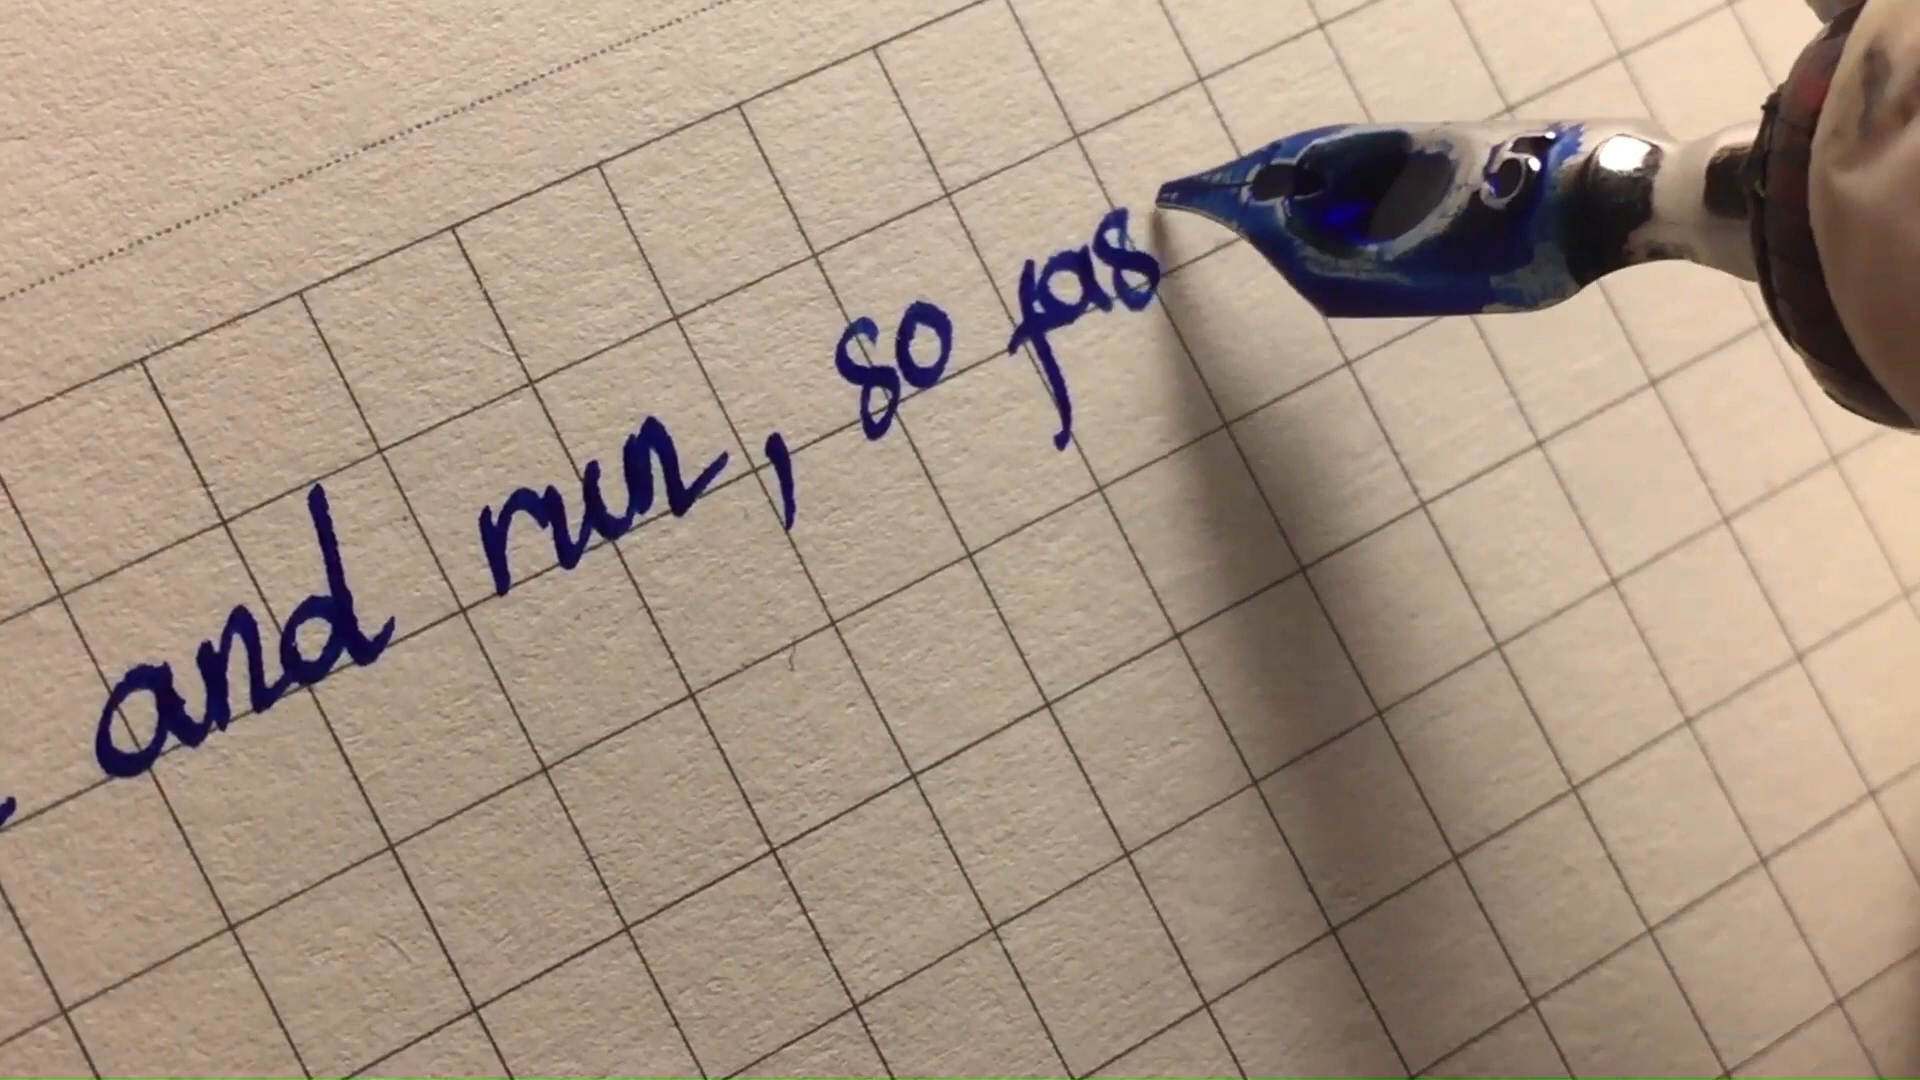 and run, so fas